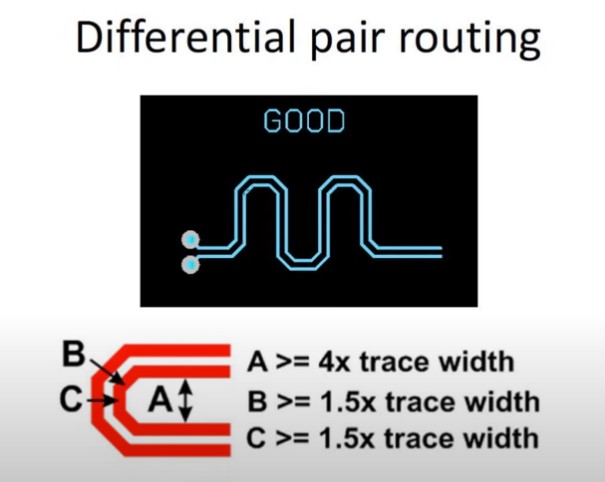 Differential pair routing
GOOD
B
C
A
A >= 4x trace width
B >= 1.5x trace width
C >= 1.5x trace width